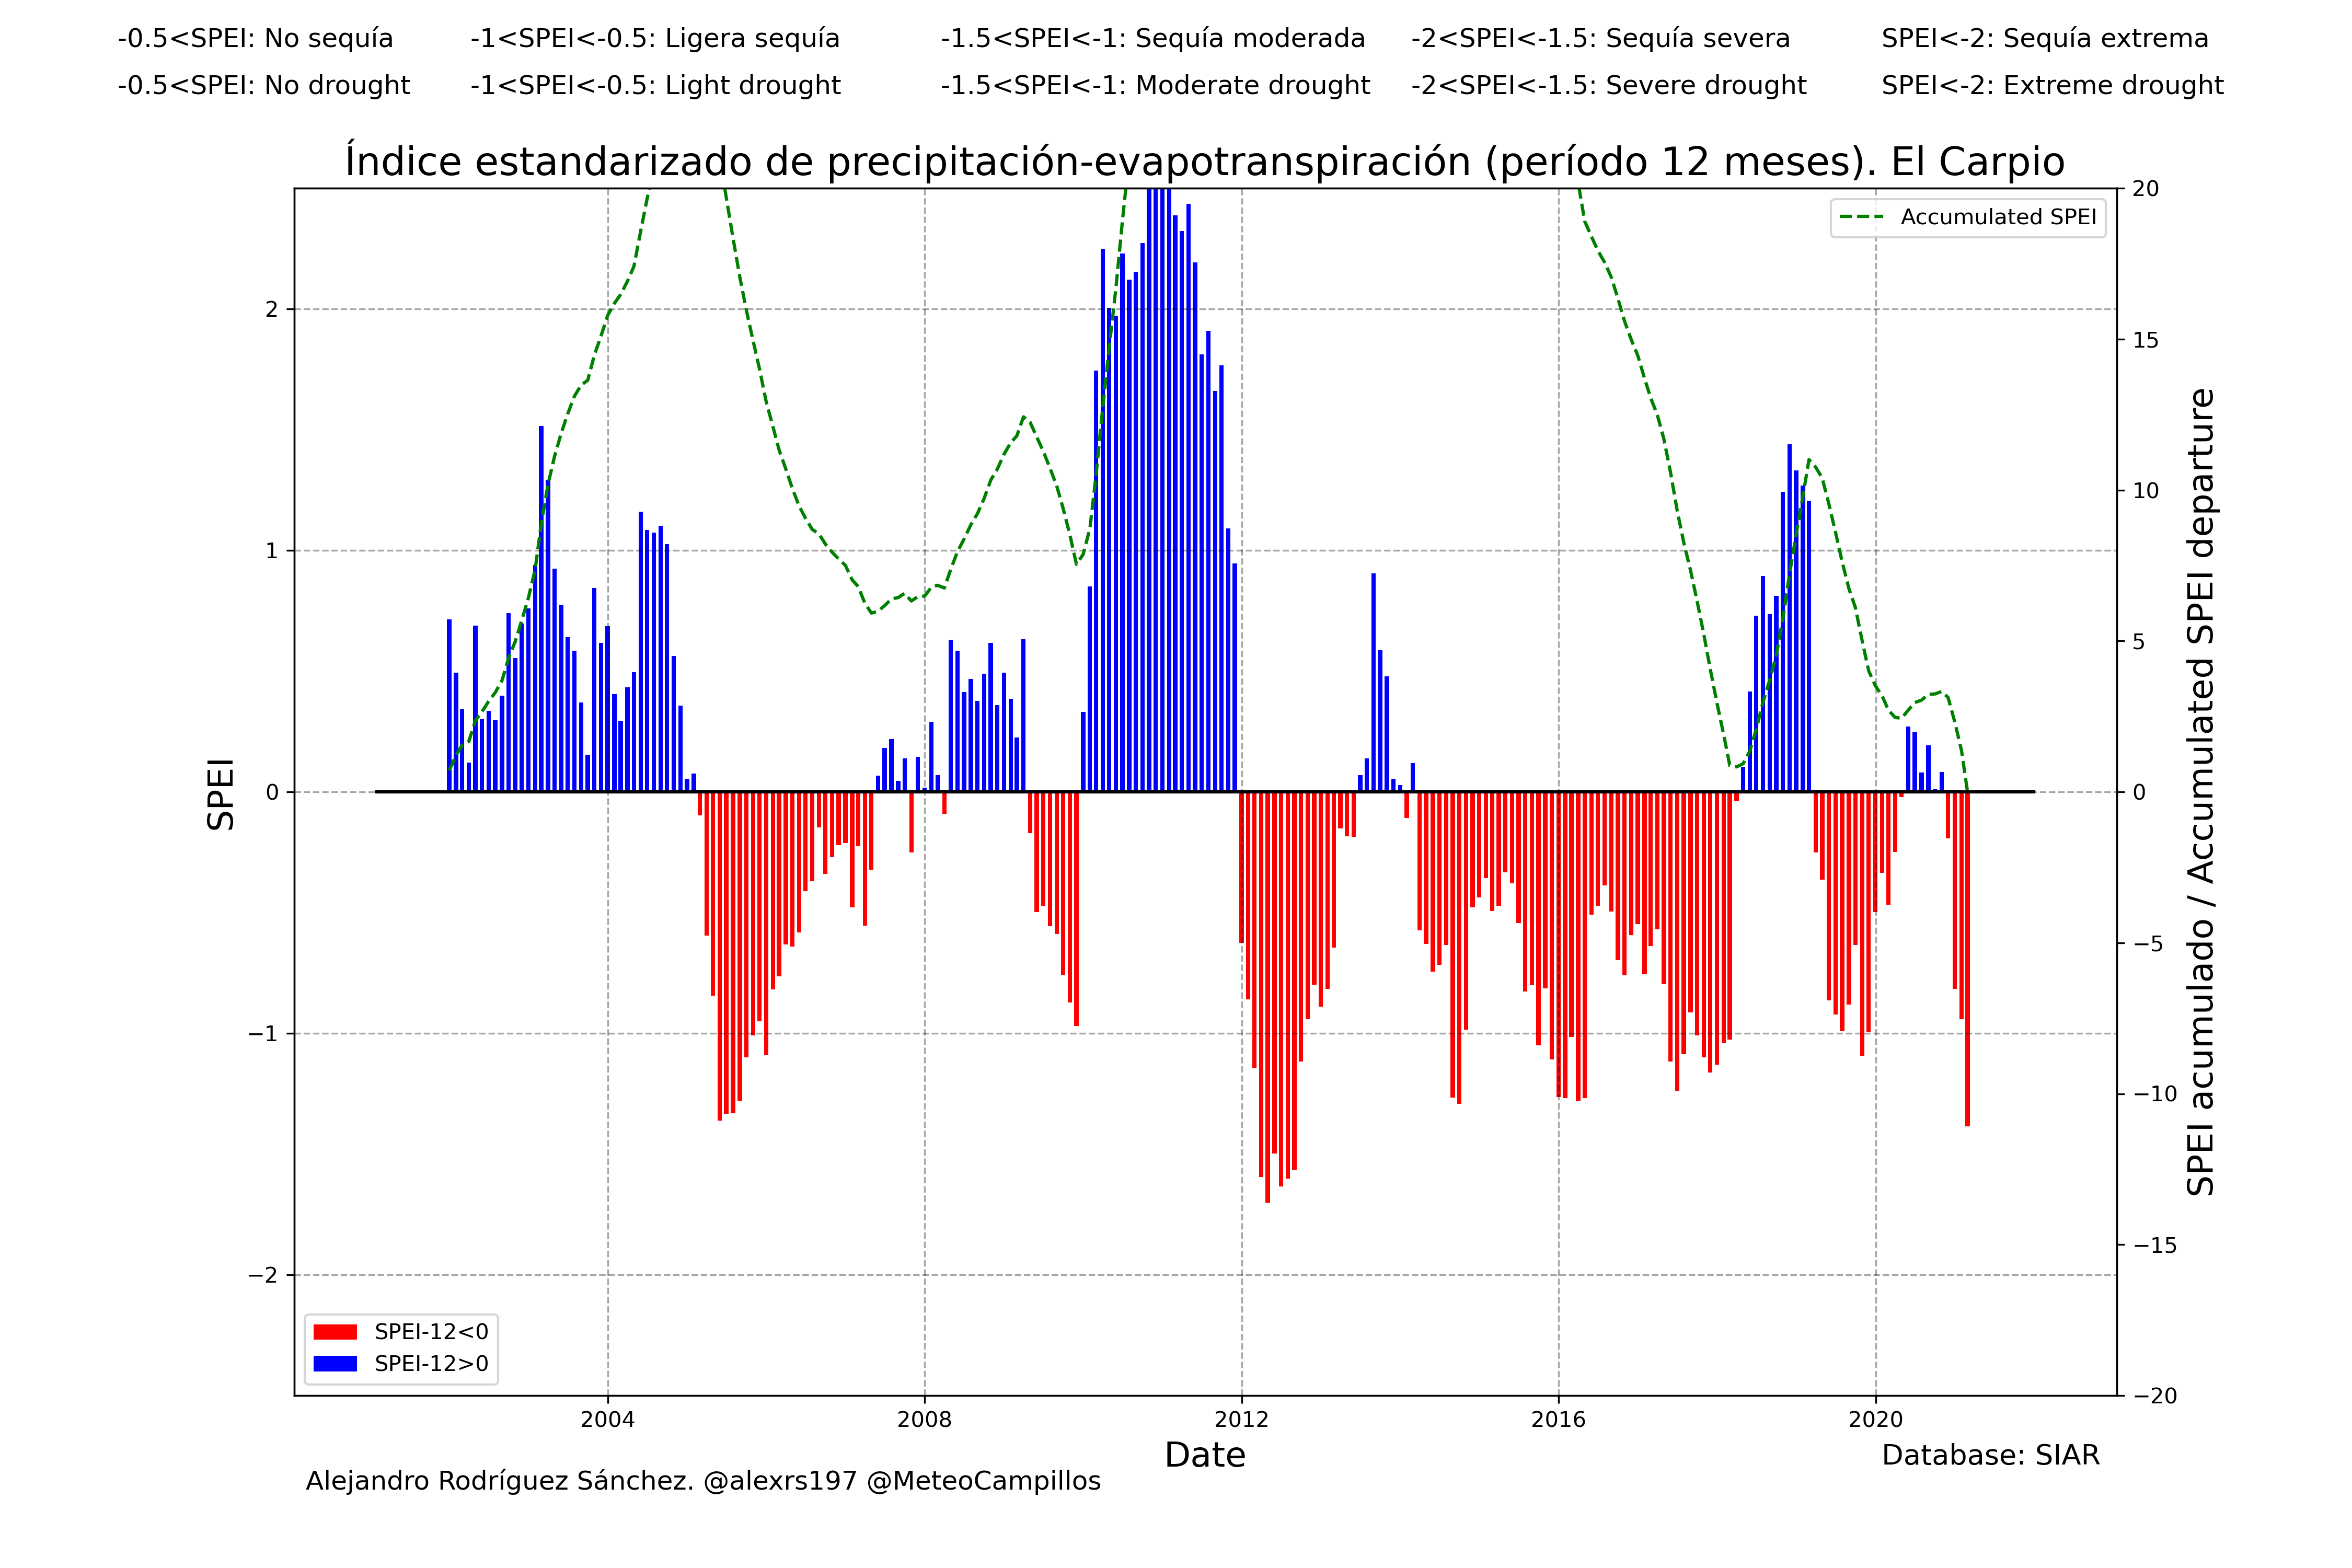 -0.5<SPEI: No sequía -1<SPEI<-0.5: Ligera sequía -1.5<SPEI<-1: Sequía moderada -2<SPEI<-1.5: Sequía severa SPEI<-2: Sequía extrema
-0.5<SPEI: No drought -1<SPEI<-0.5: Light drought -1.5<SPEI<-1: Moderate drought -2<SPEI<-1.5: Severe drought SPEI<-2: Extreme drought
Índice estandarizado de precipitación-evapotranspiración (período 12 meses). El Carpio
Accumulated SPEI
SPEI
2
1
0
−1
−2
20
15
10
5
0
−5
−10
−15
−20
SPEI acumulado / Accumulated SPEI departure
SPEI-12<0
SPEI-12>0
2004 2008 2012 2016 2020
Date
Database: SIAR
Alejandro Rodríguez Sánchez. @alexrs197 @MeteoCampillos